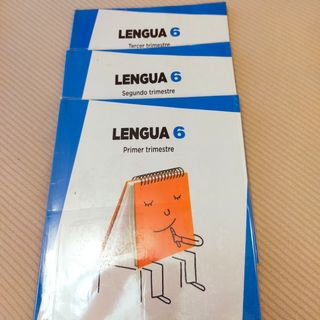 LENGUA 6
Tercer trimestre
LENGUA 6
Segundo trimestre
LENGUA 6
Primer trimestre